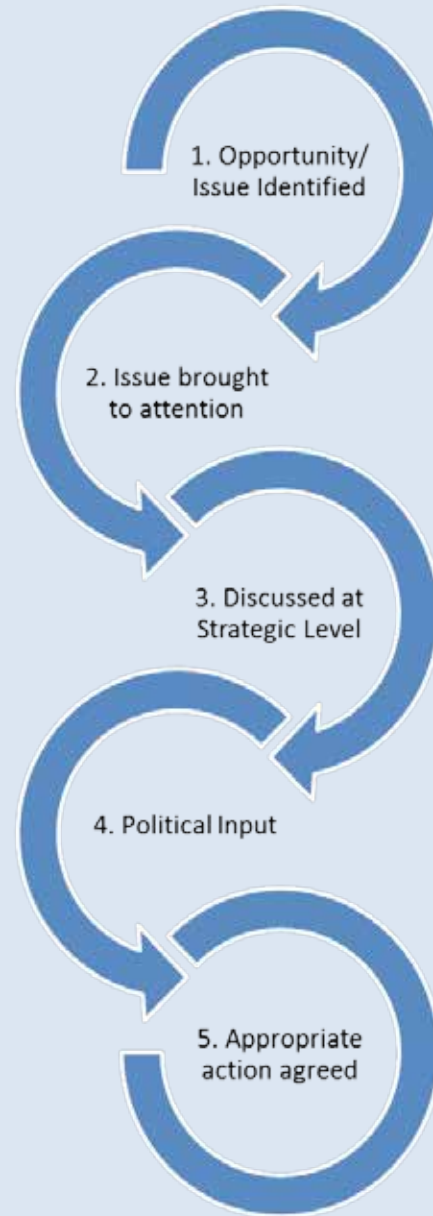 1. Opportunity/
Issue Identified
2. Issue brought
to attention
3. Discussed at
Strategic Level
4. Political Input
5. Appropriate
action agreed